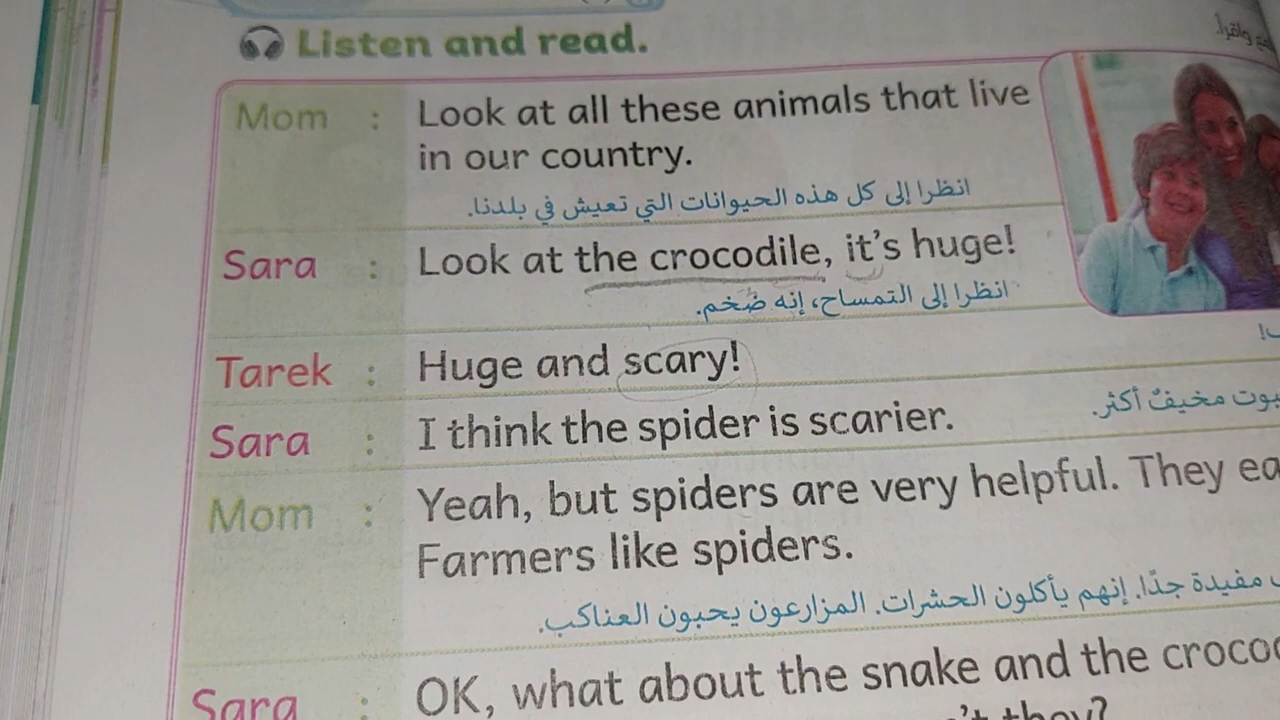 Listen and read.
واقرأ.
Mom : Look at all these animals that live
in our country.
انظرا إلى كل هذه الحيوانات التي تعيش في بلدنا.
Sara : Look at the crocodile, it's huge!
انظرا إلى التمساح، إنه ضخم.
Tarek : Huge and scary!
Sara : I think the spider is scarier.
مخيفٌ أكثر.
Mom : Yeah, but spiders are very helpful. They
Farmers like spiders.
مفيدة جدًا. إنهم يأكلون الحشرات. المزارعون يحبون العناكب.
Sara : OK, what about the snake and the
they?